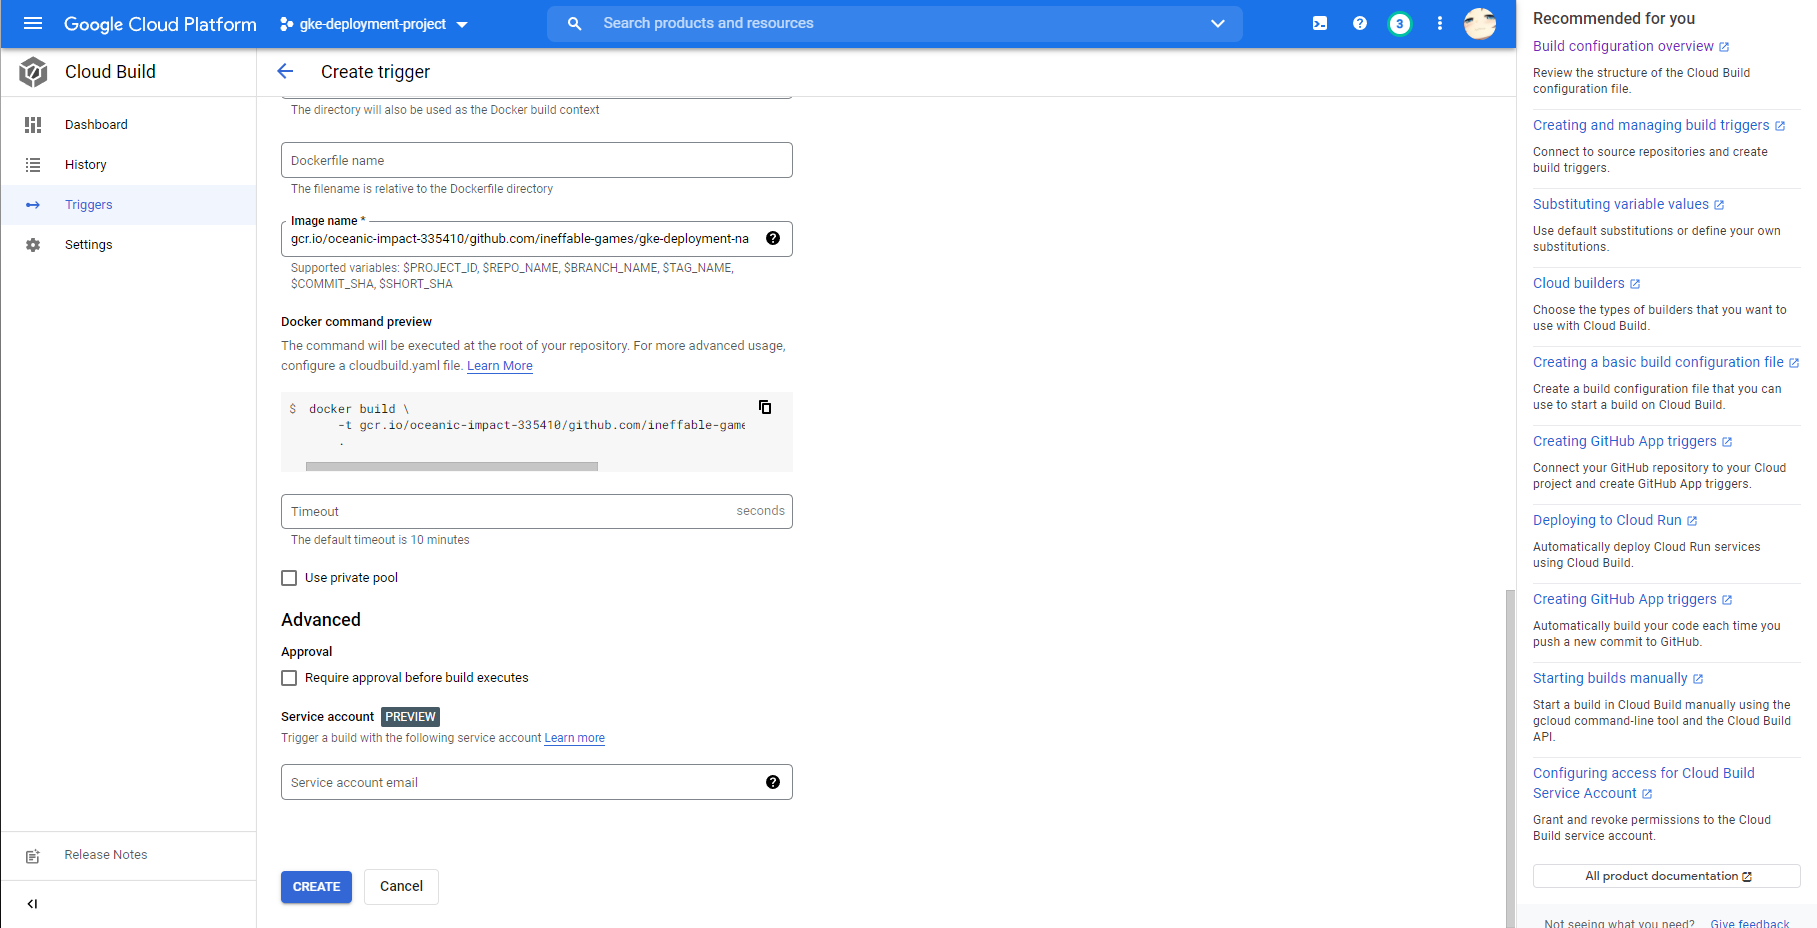 Google Cloud Platform
gke-deployment-project
Search products and resources
3
Cloud Build
Create trigger
Dashboard
History
Triggers
Settings
Release Notes
The directory will also be used as the Docker build context
Dockerfile name
The filename is relative to the Dockerfile directory
Image name *
gcr.io/oceanic-impact-335410/github.com/ineffable-games/gke-deployment-na
Supported variables: $PROJECT_ID, $REPO_NAME, $BRANCH_NAME, $TAG_NAME,
$COMMIT_SHA, $SHORT_SHA
Docker command preview
The command will be executed at the root of your repository. For more advanced usage,
configure a cloudbuild.yaml file. Learn More
$ docker build \
-t gcr.io/oceanic-impact-335410/github.com/ineffable-game
.
Timeout seconds
The default timeout is 10 minutes
Use private pool
Advanced
Approval
Require approval before build executes
Service account PREVIEW
Trigger a build with the following service account Learn more
Service account email
CREATE Cancel
Recommended for you
Build configuration overview
Review the structure of the Cloud Build
configuration file.
Creating and managing build triggers
Connect to source repositories and create
build triggers.
Substituting variable values
Use default substitutions or define your own
substitutions.
Cloud builders
Choose the types of builders that you want to
use with Cloud Build.
Creating a basic build configuration file
Create a build configuration file that you can
use to start a build on Cloud Build.
Creating GitHub App triggers
Connect your GitHub repository to your Cloud
project and create GitHub App triggers.
Deploying to Cloud Run
Automatically deploy Cloud Run services
using Cloud Build.
Creating GitHub App triggers
Automatically build your code each time you
push a new commit to GitHub.
Starting builds manually
Start a build in Cloud Build manually using the
gcloud command-line tool and the Cloud Build
API.
Configuring access for Cloud Build
Service Account
Grant and revoke permissions to the Cloud
Build service account.
All product documentation
Not seeing what you need? Give feedback